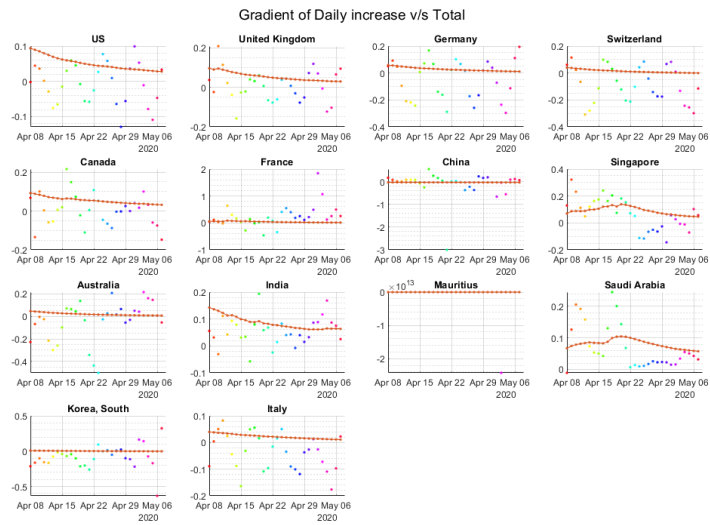 Gradient of Daily increase v/s Total
US
United Kingdom
Germany
Switzerland
0.1
0
-0.1
Apr 08 Apr 15 Apr 22 Apr 29 May 06
2020
0.2
0
-0.2
Apr 08 Apr 15 Apr 22 Apr 29 May 06
2020
0.2
0
-0.2
-0.4
Apr 08 Apr 15 Apr 22 Apr 29 May 06
2020
0.2
0
-0.2
-0.4
Apr 08 Apr 15 Apr 22 Apr 29 May 06
2020
Canada
France
China
Singapore
0.2
0
-0.2
Apr 08 Apr 15 Apr 22 Apr 29 May 06
2020
2
1
0
-1
Apr 08 Apr 15 Apr 22 Apr 29 May 06
2020
0
-1
-2
-3
Apr 08 Apr 15 Apr 22 Apr 29 May 06
2020
0.4
0.2
0
-0.2
Apr 08 Apr 15 Apr 22 Apr 29 May 06
2020
Australia
India
Mauritius
Saudi Arabia
0.2
0
-0.2
-0.4
Apr 08 Apr 15 Apr 22 Apr 29 May 06
2020
0.2
0.1
0
-0.1
Apr 08 Apr 15 Apr 22 Apr 29 May 06
2020
×10^13
0
-1
-2
Apr 08 Apr 15 Apr 22 Apr 29 May 06
2020
0.2
0.1
0
Apr 08 Apr 15 Apr 22 Apr 29 May 06
2020
Korea, South
Italy
0.5
0
-0.5
Apr 08 Apr 15 Apr 22 Apr 29 May 06
2020
0.1
0
-0.1
-0.2
Apr 08 Apr 15 Apr 22 Apr 29 May 06
2020